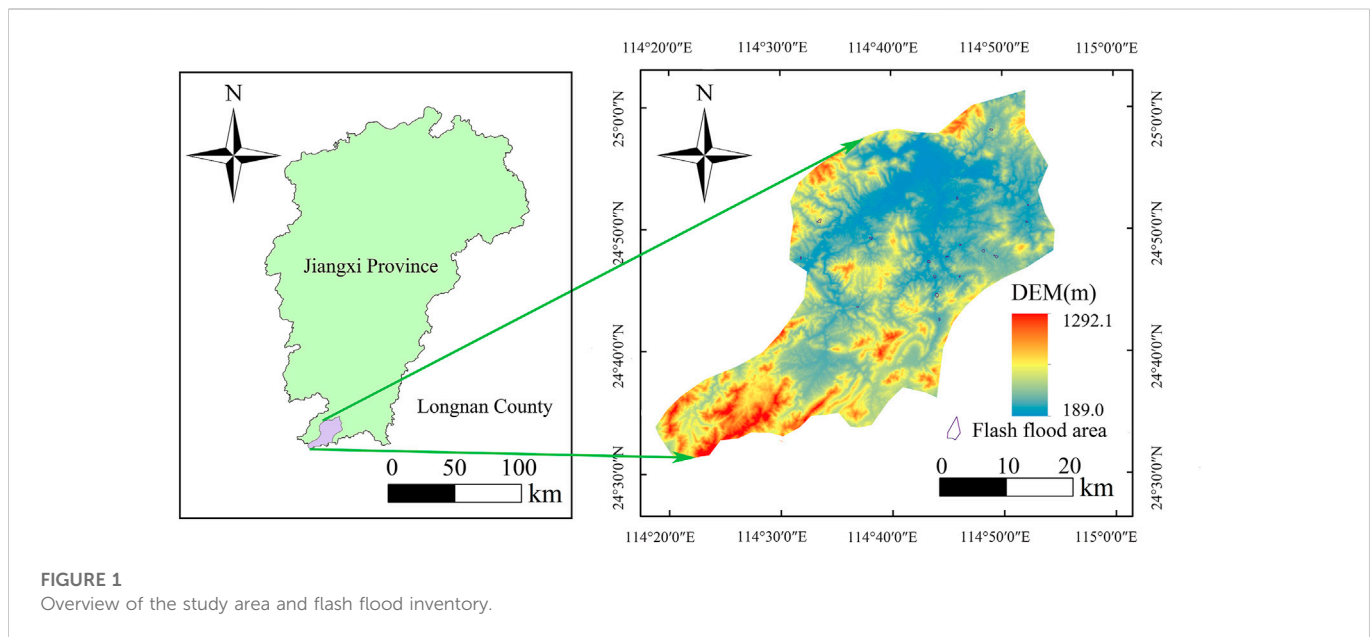 114°20′0″E
114°30′0″E
114°40′0″E
114°50′0″E
115°0′0″E
N
Jiangxi Province
Longnan County
0 50 100
km
N
25°0′0″N
24°50′0″N
24°40′0″N
24°30′0″N
DEM(m)
1292.1
189.0
Flash flood area
0 10 20
km
25°0′0″N
24°50′0″N
24°40′0″N
24°30′0″N
114°20′0″E
114°30′0″E
114°40′0″E
114°50′0″E
115°0′0″E
FIGURE 1
Overview of the study area and flash flood inventory.